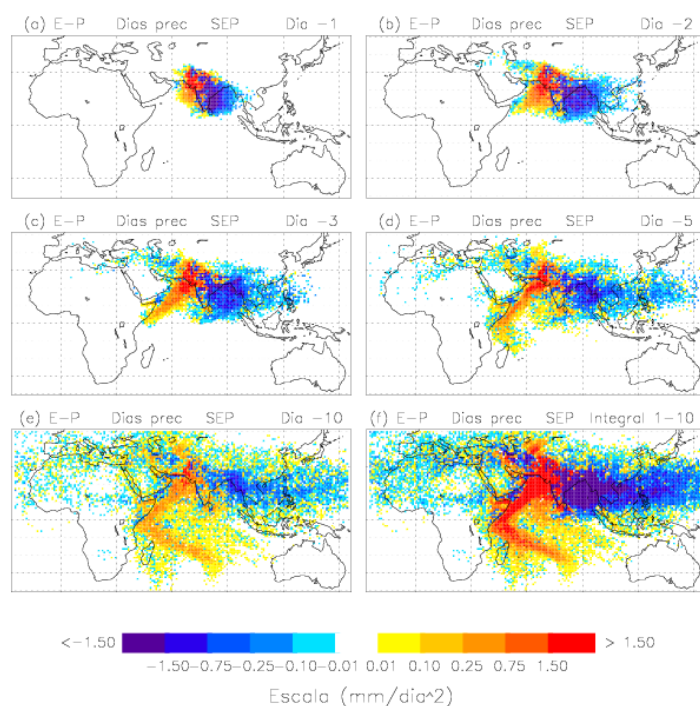 (a) E-P Dias prec SEP Dia -1
(b) E-P Dias prec SEP Dia -2
(c) E-P Dias prec SEP Dia -3
(d) E-P Dias prec SEP Dia -5
(e) E-P Dias prec SEP Dia -10
(f) E-P Dias prec SEP Integral 1-10
<-1.50 > 1.50
-1.50-0.75-0.25-0.10-0.01 0.01 0.10 0.25 0.75 1.50
Escala (mm/dia^2)